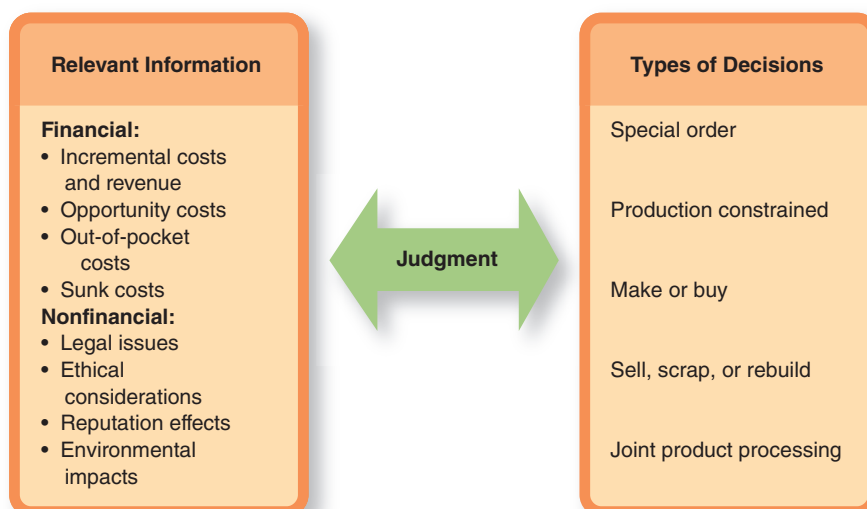 Relevant Information
Financial:
• Incremental costs
and revenue
• Opportunity costs
• Out-of-pocket
costs
• Sunk costs
Nonfinancial:
• Legal issues
• Ethical
considerations
• Reputation effects
• Environmental
impacts
Judgment
Types of Decisions
Special order
Production constrained
Make or buy
Sell, scrap, or rebuild
Joint product processing